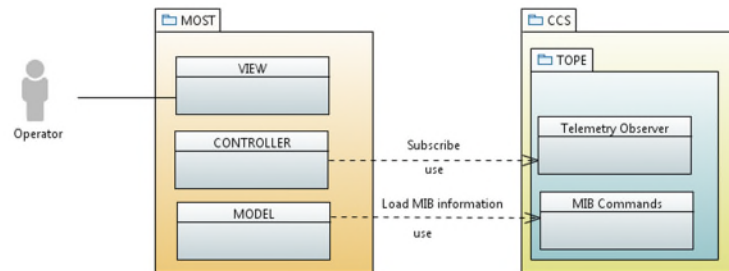 MOST
CCS
VIEW
TOPE
Operator
CONTROLLER
Subscribe
use
Telemetry Observer
MODEL
Load MIB information
use
MIB Commands